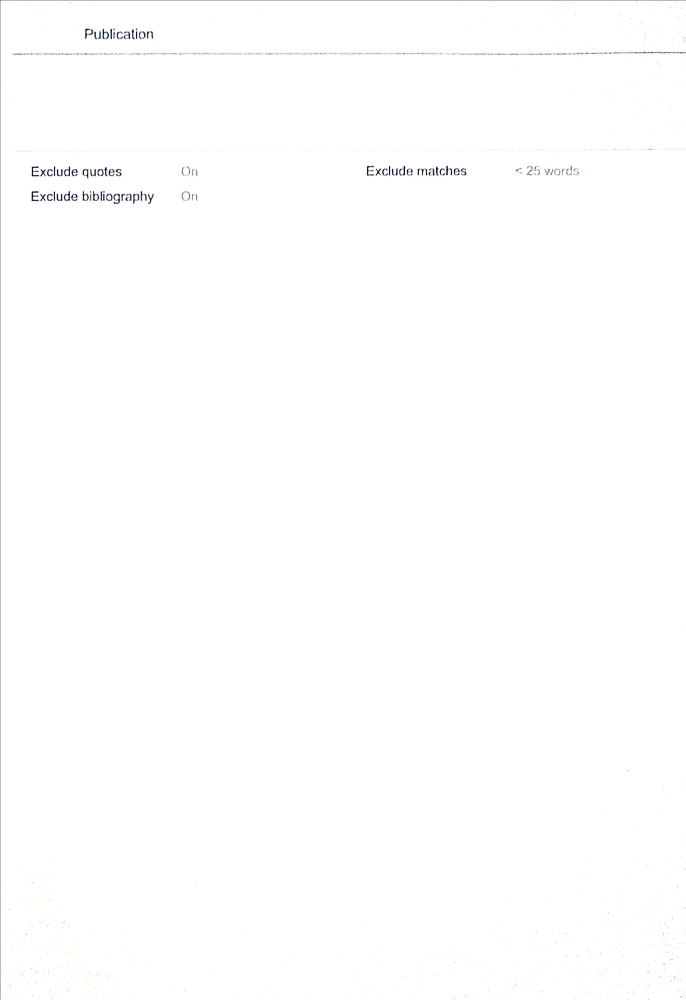 Publication
Exclude quotes On Exclude matches < 25 words
Exclude bibliography On